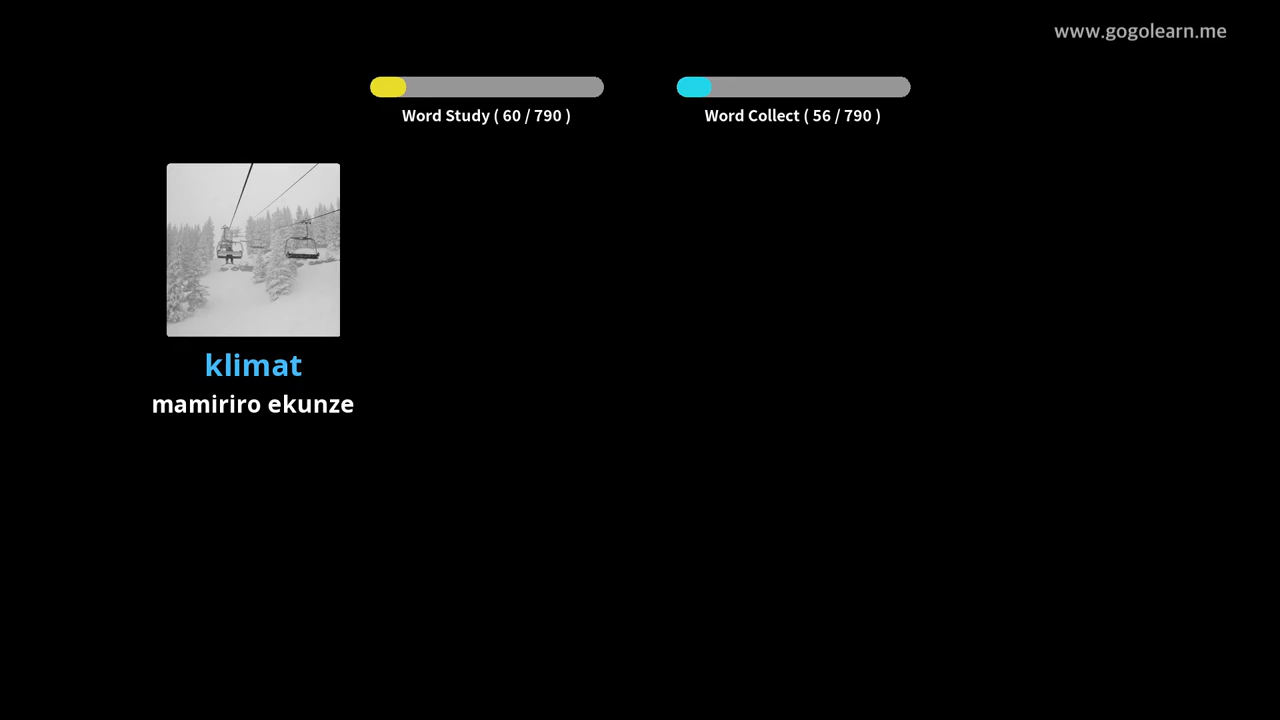 www.gogolearn.me
Word Study ( 60 / 790 )
Word Collect ( 56 / 790 )
klimat
mamiriro ekunze